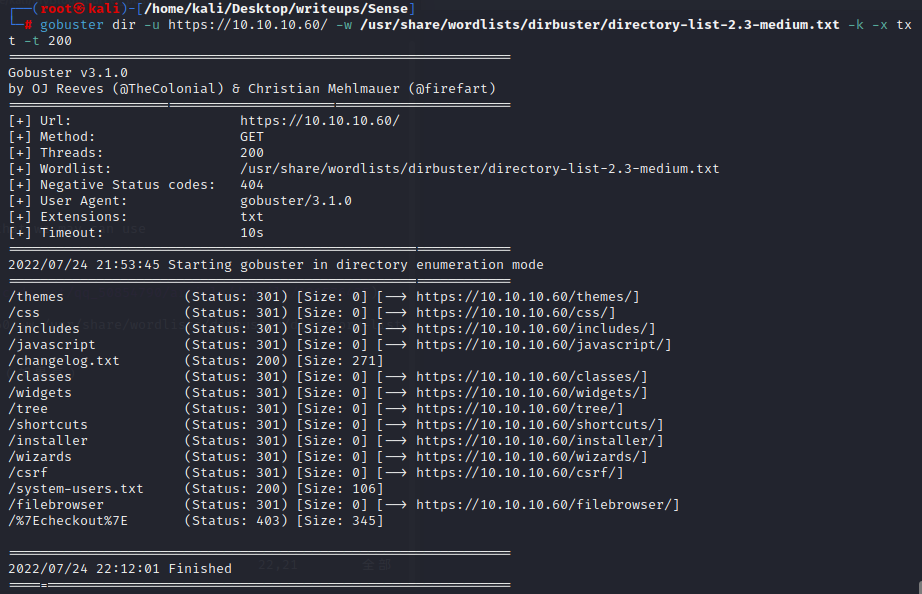 ┌──(root㉿kali)-[/home/kali/Desktop/writeups/Sense]
└─# gobuster dir -u https://10.10.10.60/ -w /usr/share/wordlists/dirbuster/directory-list-2.3-medium.txt -k -x tx
t -t 200
===============================================================
Gobuster v3.1.0
by OJ Reeves (@TheColonial) & Christian Mehlmauer (@firefart)
===============================================================
[+] Url:                     https://10.10.10.60/
[+] Method:                  GET
[+] Threads:                 200
[+] Wordlist:                /usr/share/wordlists/dirbuster/directory-list-2.3-medium.txt
[+] Negative Status codes:   404
[+] User Agent:              gobuster/3.1.0
[+] Extensions:              txt
[+] Timeout:                 10s
===============================================================
2022/07/24 21:53:45 Starting gobuster in directory enumeration mode
===============================================================
/themes               (Status: 301) [Size: 0] [--> https://10.10.10.60/themes/]
/css                  (Status: 301) [Size: 0] [--> https://10.10.10.60/css/]
/includes             (Status: 301) [Size: 0] [--> https://10.10.10.60/includes/]
/javascript           (Status: 301) [Size: 0] [--> https://10.10.10.60/javascript/]
/changelog.txt        (Status: 200) [Size: 271]
/classes              (Status: 301) [Size: 0] [--> https://10.10.10.60/classes/]
/widgets              (Status: 301) [Size: 0] [--> https://10.10.10.60/widgets/]
/tree                 (Status: 301) [Size: 0] [--> https://10.10.10.60/tree/]
/shortcuts            (Status: 301) [Size: 0] [--> https://10.10.10.60/shortcuts/]
/installer            (Status: 301) [Size: 0] [--> https://10.10.10.60/installer/]
/wizards              (Status: 301) [Size: 0] [--> https://10.10.10.60/wizards/]
/csrf                 (Status: 301) [Size: 0] [--> https://10.10.10.60/csrf/]
/system-users.txt     (Status: 200) [Size: 106]
/filebrowser          (Status: 301) [Size: 0] [--> https://10.10.10.60/filebrowser/]
/%7Echeckout%7E       (Status: 403) [Size: 345]
===============================================================
2022/07/24 22:12:01 Finished
===============================================================